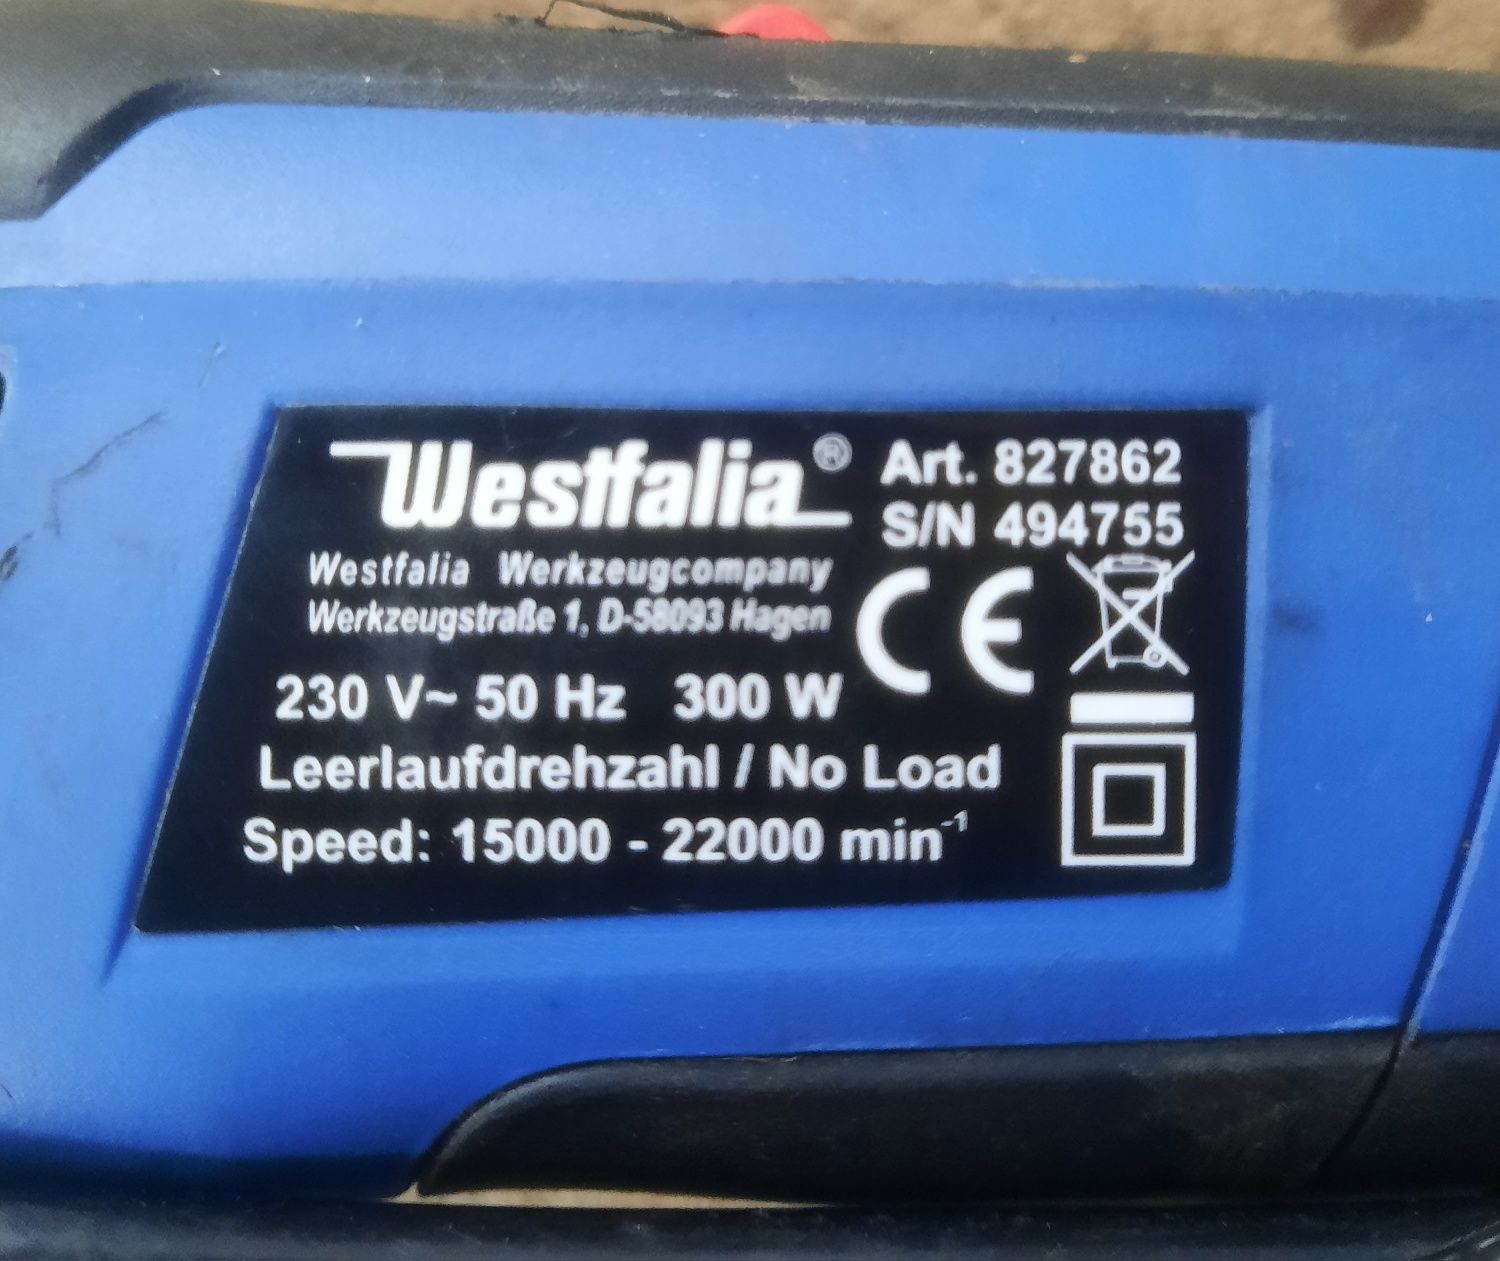 Westfalia® Art. 827862
S/N 494755
Westfalia Werkzeugcompany
Werkzeugstraße 1, D-58093 Hagen
CE
230 V~ 50 Hz 300 W
Leerlaufdrehzahl / No Load
Speed: 15000 - 22000 min⁻¹